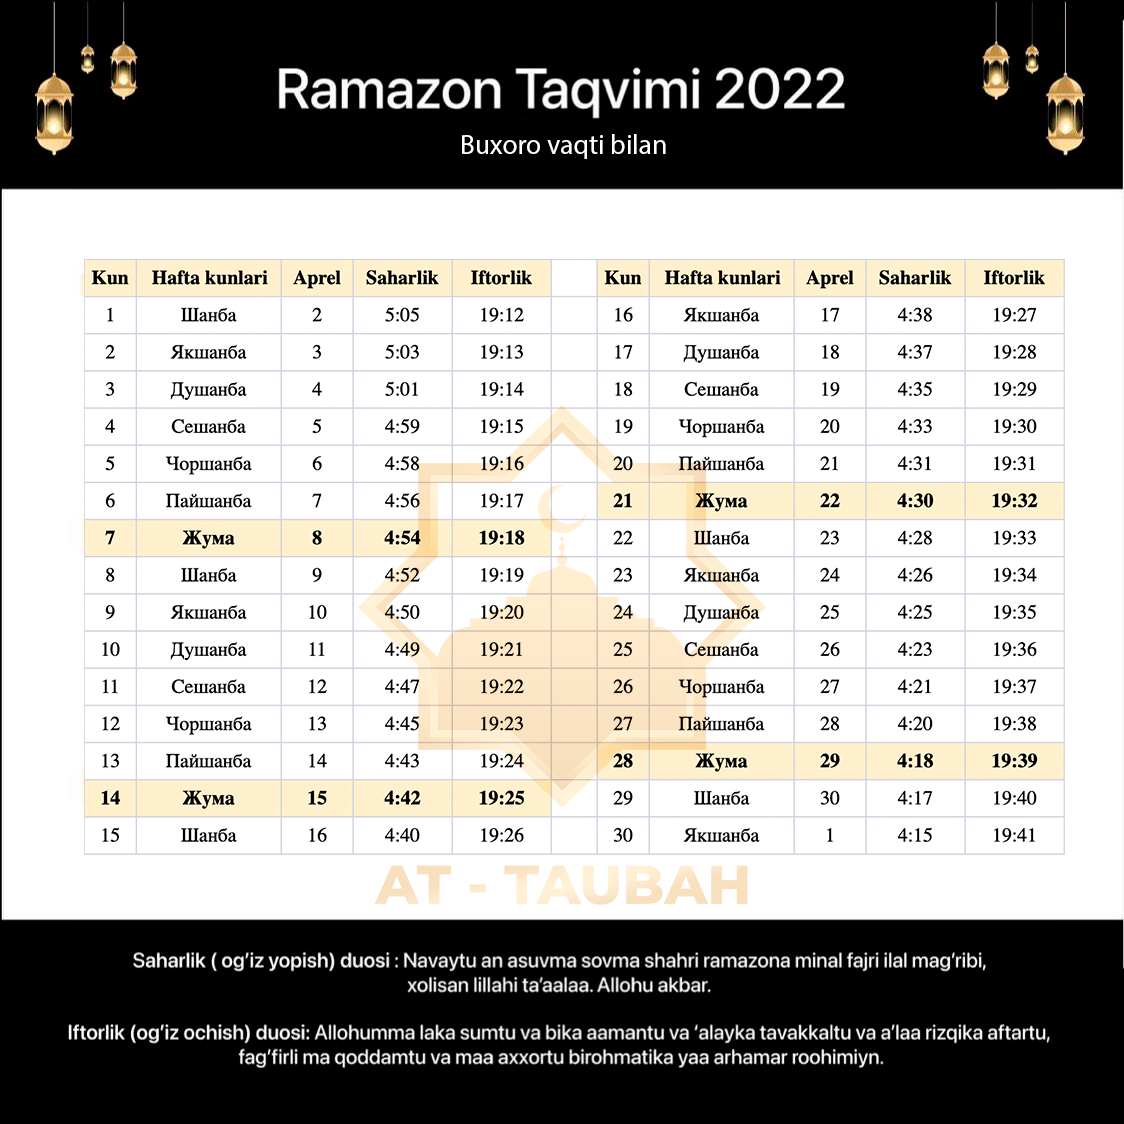 Ramazon Taqvimi 2022
Buxoro vaqti bilan
Kun Hafta kunlari Aprel Saharlik Iftorlik Kun Hafta kunlari Aprel Saharlik Iftorlik
1 Шанба 2 5:05 19:12 16 Якшанба 17 4:38 19:27
2 Якшанба 3 5:03 19:13 17 Душанба 18 4:37 19:28
3 Душанба 4 5:01 19:14 18 Сешанба 19 4:35 19:29
4 Сешанба 5 4:59 19:15 19 Чоршанба 20 4:33 19:30
5 Чоршанба 6 4:58 19:16 20 Пайшанба 21 4:31 19:31
6 Пайшанба 7 4:56 19:17 21 Жума 22 4:30 19:32
7 Жума 8 4:54 19:18 22 Шанба 23 4:28 19:33
8 Шанба 9 4:52 19:19 23 Якшанба 24 4:26 19:34
9 Якшанба 10 4:50 19:20 24 Душанба 25 4:25 19:35
10 Душанба 11 4:49 19:21 25 Сешанба 26 4:23 19:36
11 Сешанба 12 4:47 19:22 26 Чоршанба 27 4:21 19:37
12 Чоршанба 13 4:45 19:23 27 Пайшанба 28 4:20 19:38
13 Пайшанба 14 4:43 19:24 28 Жума 29 4:18 19:39
14 Жума 15 4:42 19:25 29 Шанба 30 4:17 19:40
15 Шанба 16 4:40 19:26 30 Якшанба 1 4:15 19:41
AT - TAUBAH
Saharlik ( og‘iz yopish) duosi : Navaytu an asuvma sovma shahri ramazona minal fajri ilal mag‘ribi,
xolisan lillahi ta’aalaa. Allohu akbar.
Iftorlik (og‘iz ochish) duosi: Allohumma laka sumtu va bika aamantu va ‘alayka tavakkaltu va a’laa rizqika aftartu,
fag‘firli ma qoddamtu va maa axxortu birohmatika yaa arhamar roohimiyn.